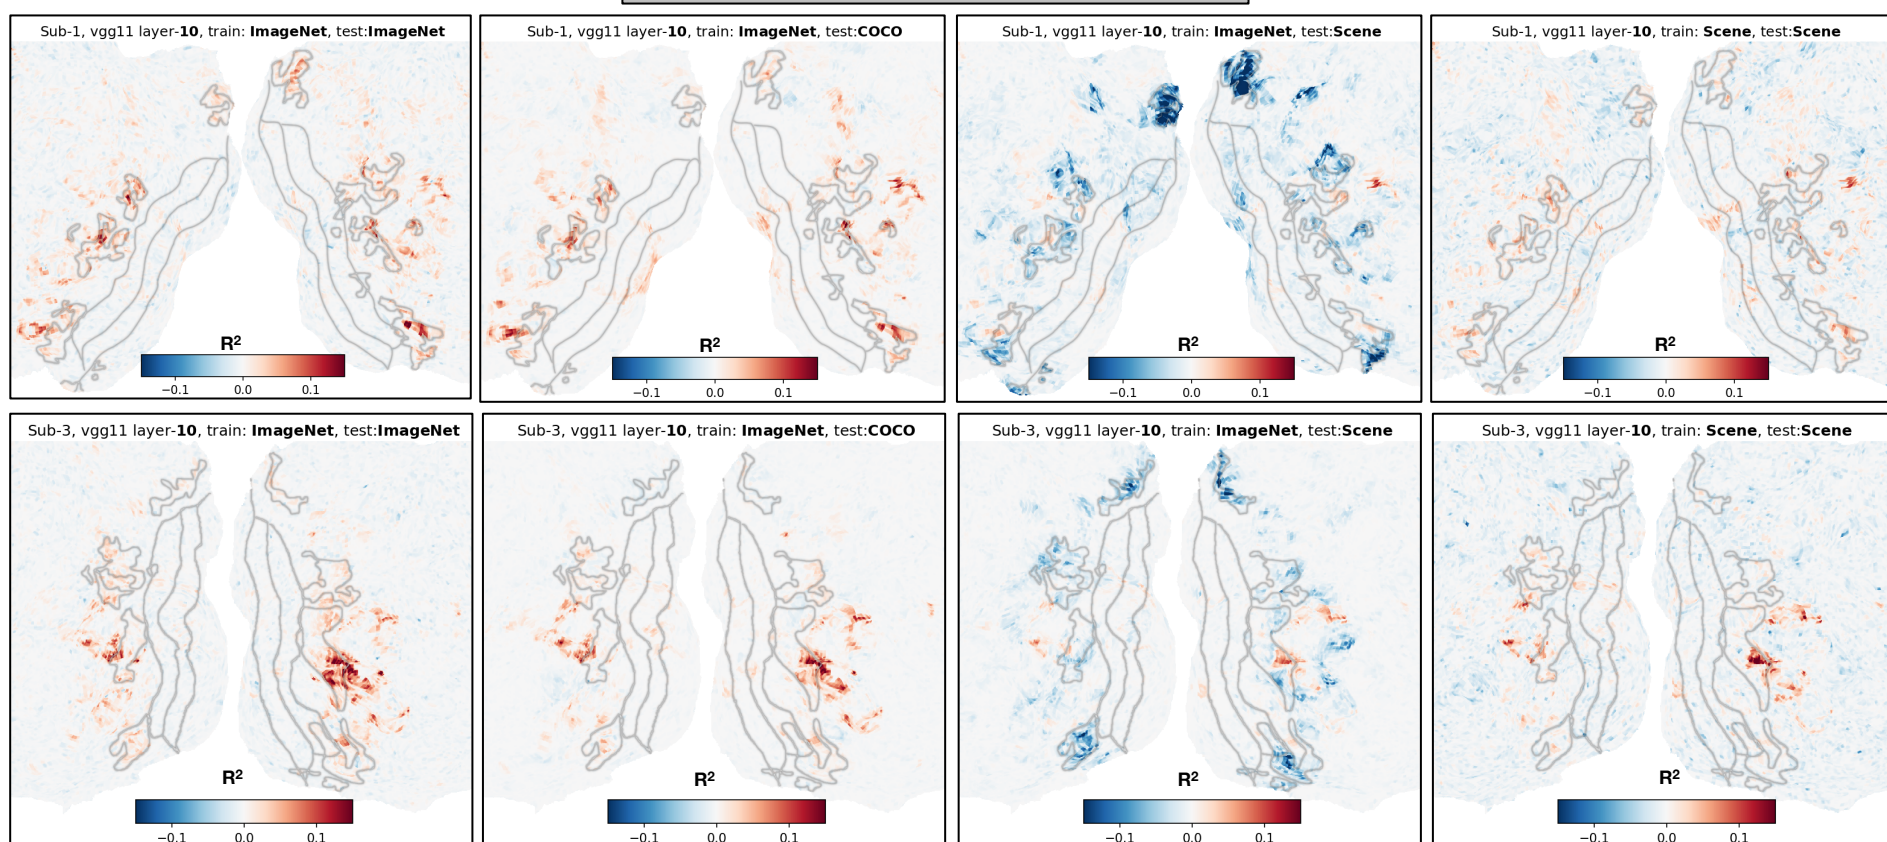 Sub-1, vgg11 layer-10, train: ImageNet, test:ImageNet
R²
−0.1 0.0 0.1
Sub-1, vgg11 layer-10, train: ImageNet, test:COCO
R²
−0.1 0.0 0.1
Sub-1, vgg11 layer-10, train: ImageNet, test:Scene
R²
−0.1 0.0 0.1
Sub-1, vgg11 layer-10, train: Scene, test:Scene
R²
−0.1 0.0 0.1
Sub-3, vgg11 layer-10, train: ImageNet, test:ImageNet
R²
−0.1 0.0 0.1
Sub-3, vgg11 layer-10, train: ImageNet, test:COCO
R²
−0.1 0.0 0.1
Sub-3, vgg11 layer-10, train: ImageNet, test:Scene
R²
−0.1 0.0 0.1
Sub-3, vgg11 layer-10, train: Scene, test:Scene
R²
−0.1 0.0 0.1